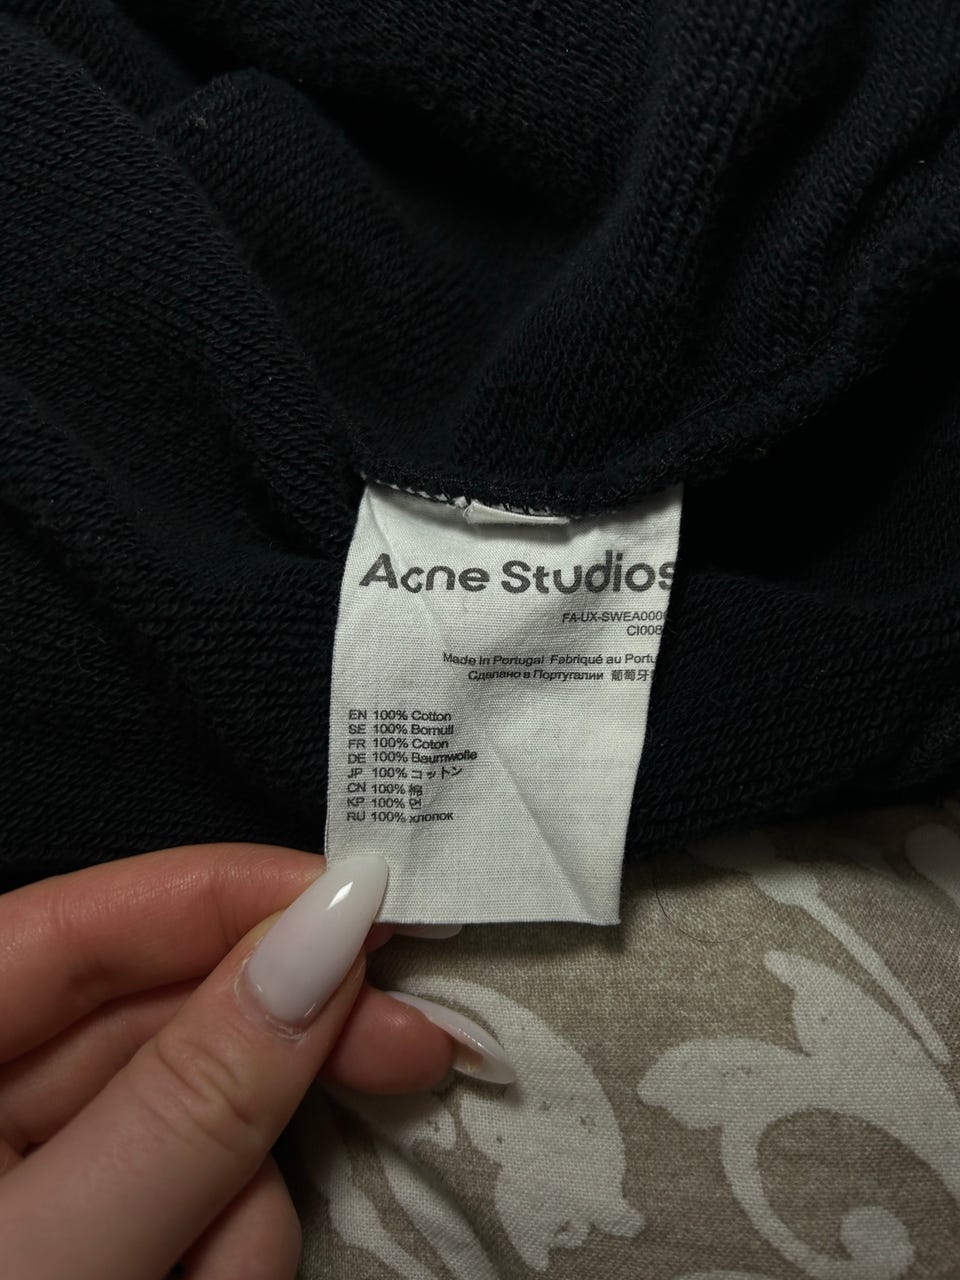 Acne Studios
FA-UX-SWEA000
CI008
Made in Portugal Fabriqué au Portu
Сделано в Португалии 葡萄牙
EN 100% Cotton
SE 100% Bomull
FR 100% Coton
DE 100% Baumwolle
JP 100% コットン
CN 100% 棉
KP 100% 면
RU 100% хлопок